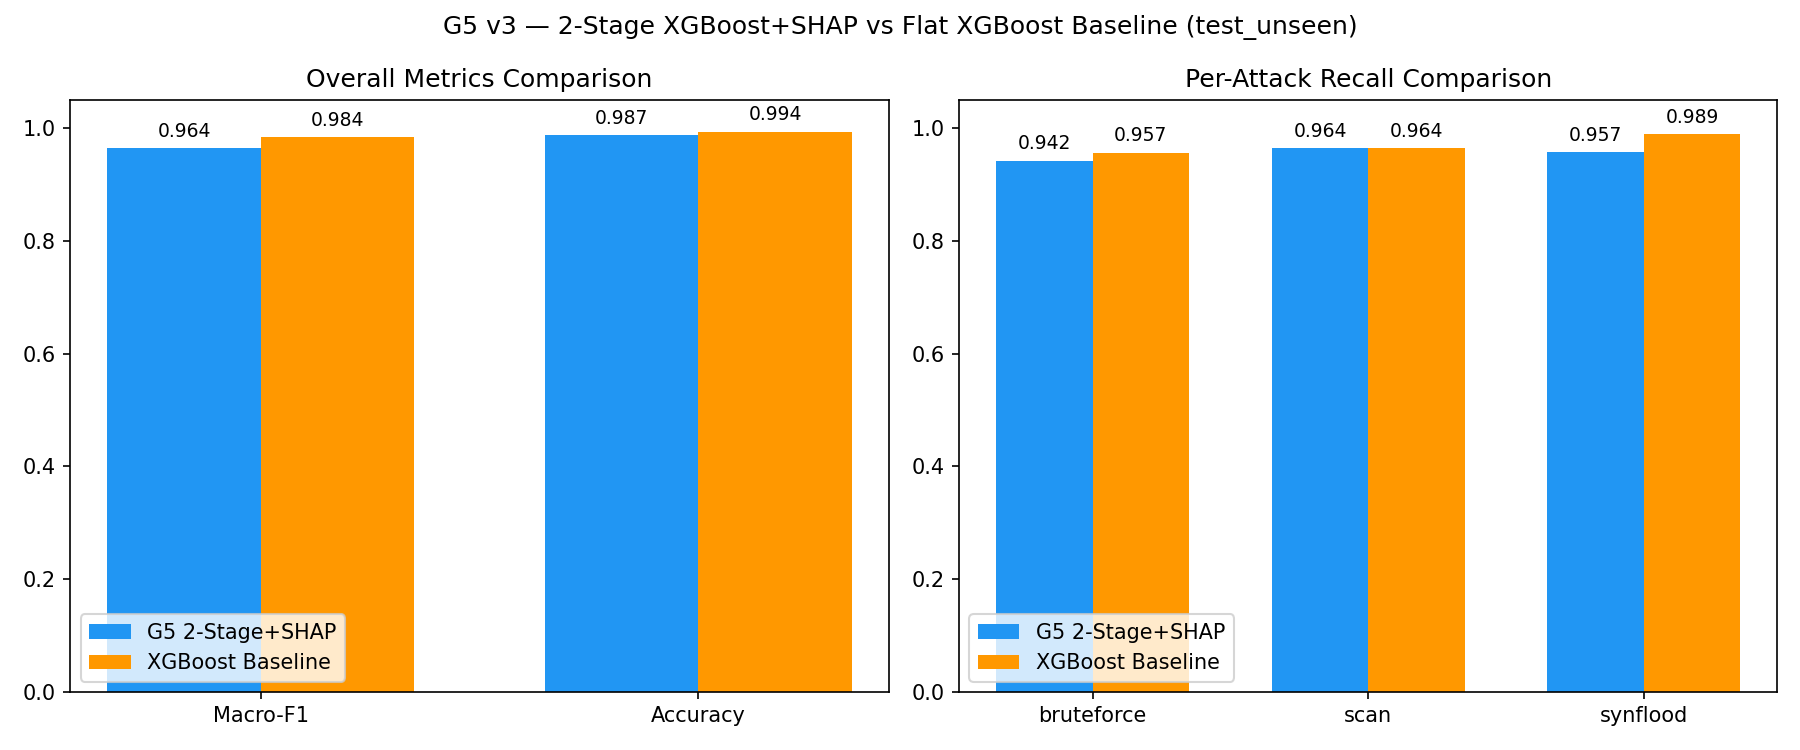 G5 v3 — 2-Stage XGBoost+SHAP vs Flat XGBoost Baseline (test_unseen)
Overall Metrics Comparison
1.0
0.8
0.6
0.4
0.2
0.0
0.964
0.984
0.987
0.994
G5 2-Stage+SHAP
XGBoost Baseline
Macro-F1
Accuracy
Per-Attack Recall Comparison
1.0
0.8
0.6
0.4
0.2
0.0
0.942
0.957
0.964
0.964
0.957
0.989
G5 2-Stage+SHAP
XGBoost Baseline
bruteforce
scan
synflood